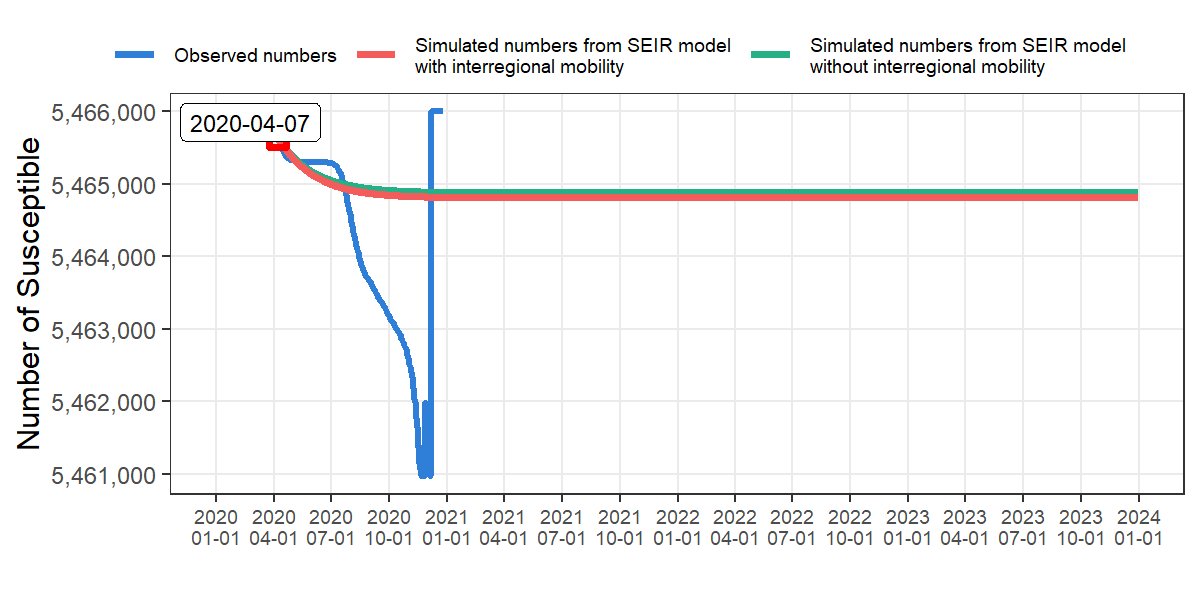 Observed numbers
Simulated numbers from SEIR model
with interregional mobility
Simulated numbers from SEIR model
without interregional mobility
Number of Susceptible
5,466,000
5,465,000
5,464,000
5,463,000
5,462,000
5,461,000
2020-04-07
2020 2020 2020 2020 2021 2021 2021 2021 2022 2022 2022 2022 2023 2023 2023 2023 2024
01-01 04-01 07-01 10-01 01-01 04-01 07-01 10-01 01-01 04-01 07-01 10-01 01-01 04-01 07-01 10-01 01-01